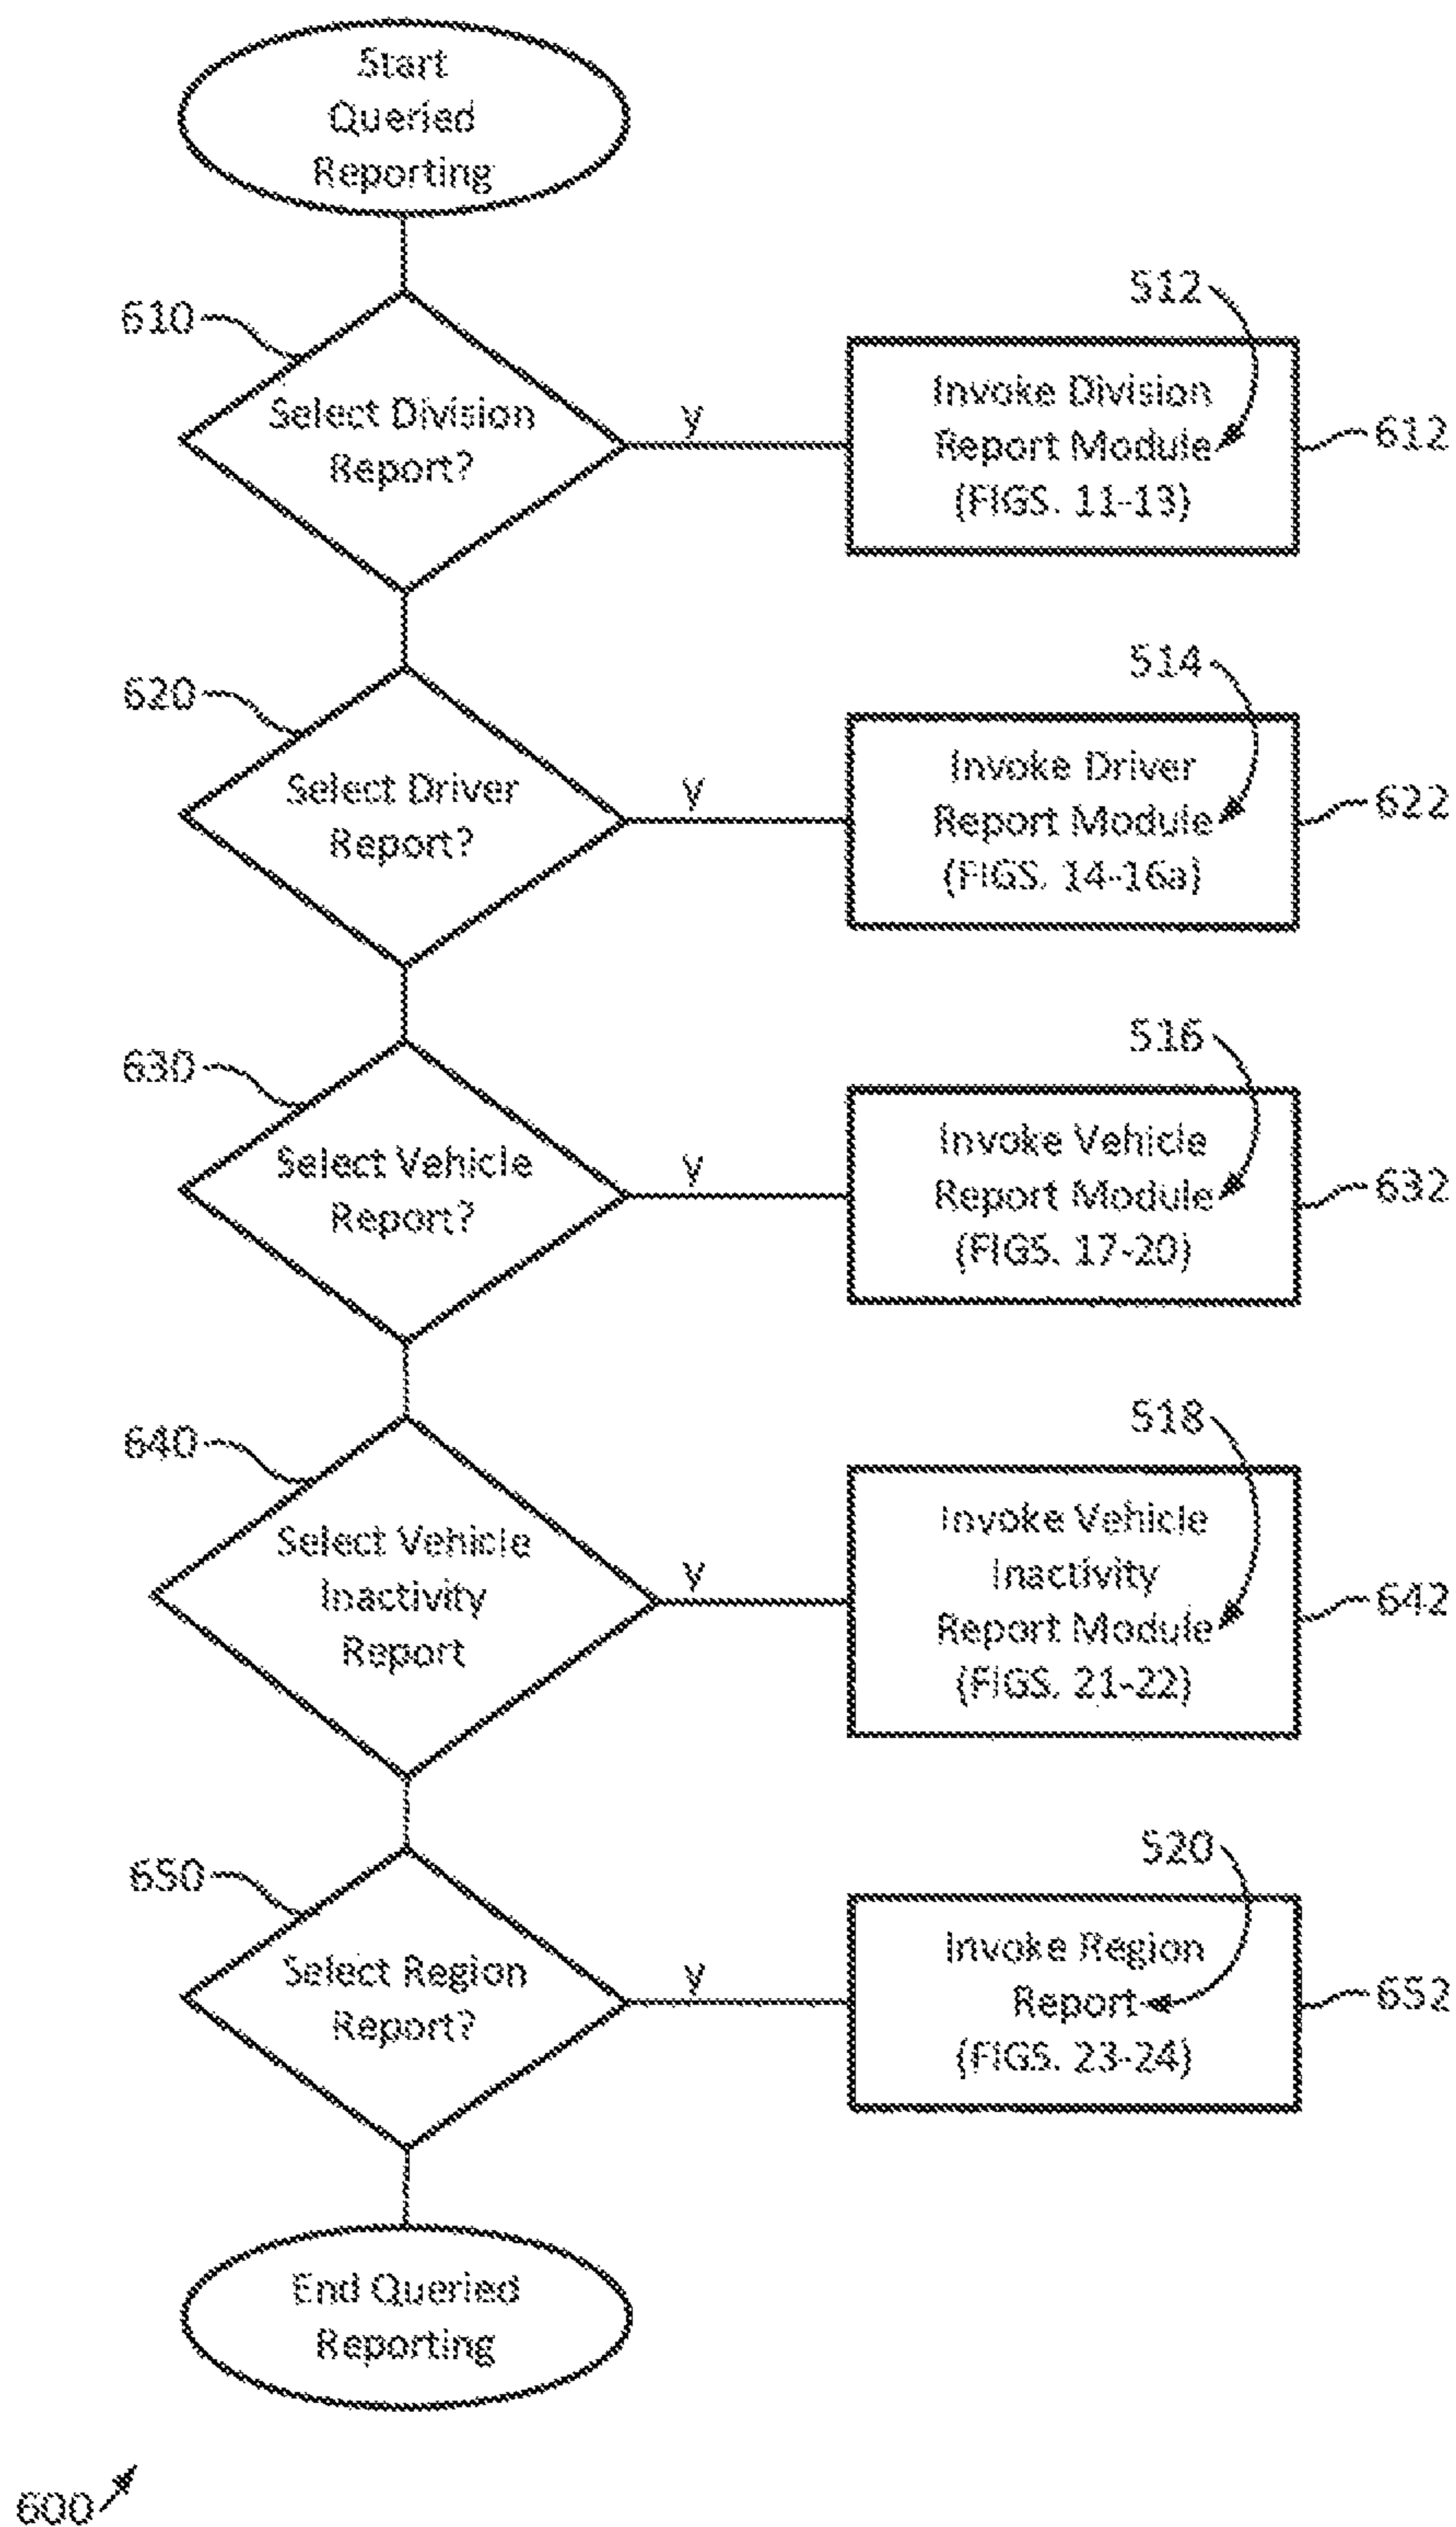 Start
Queried
Reporting
610
Select Division
Report?
y
512
Invoke Division
Report Module
(FIGS. 11-13)
612
620
Select Driver
Report?
y
514
Invoke Driver
Report Module
(FIGS. 14-16a)
622
630
Select Vehicle
Report?
y
516
Invoke Vehicle
Report Module
(FIGS. 17-20)
632
640
Select Vehicle
Inactivity
Report
y
518
Invoke Vehicle
Inactivity
Report Module
(FIGS. 21-22)
642
650
Select Region
Report?
y
520
Invoke Region
Report
(FIGS. 23-24)
652
End Queried
Reporting
600